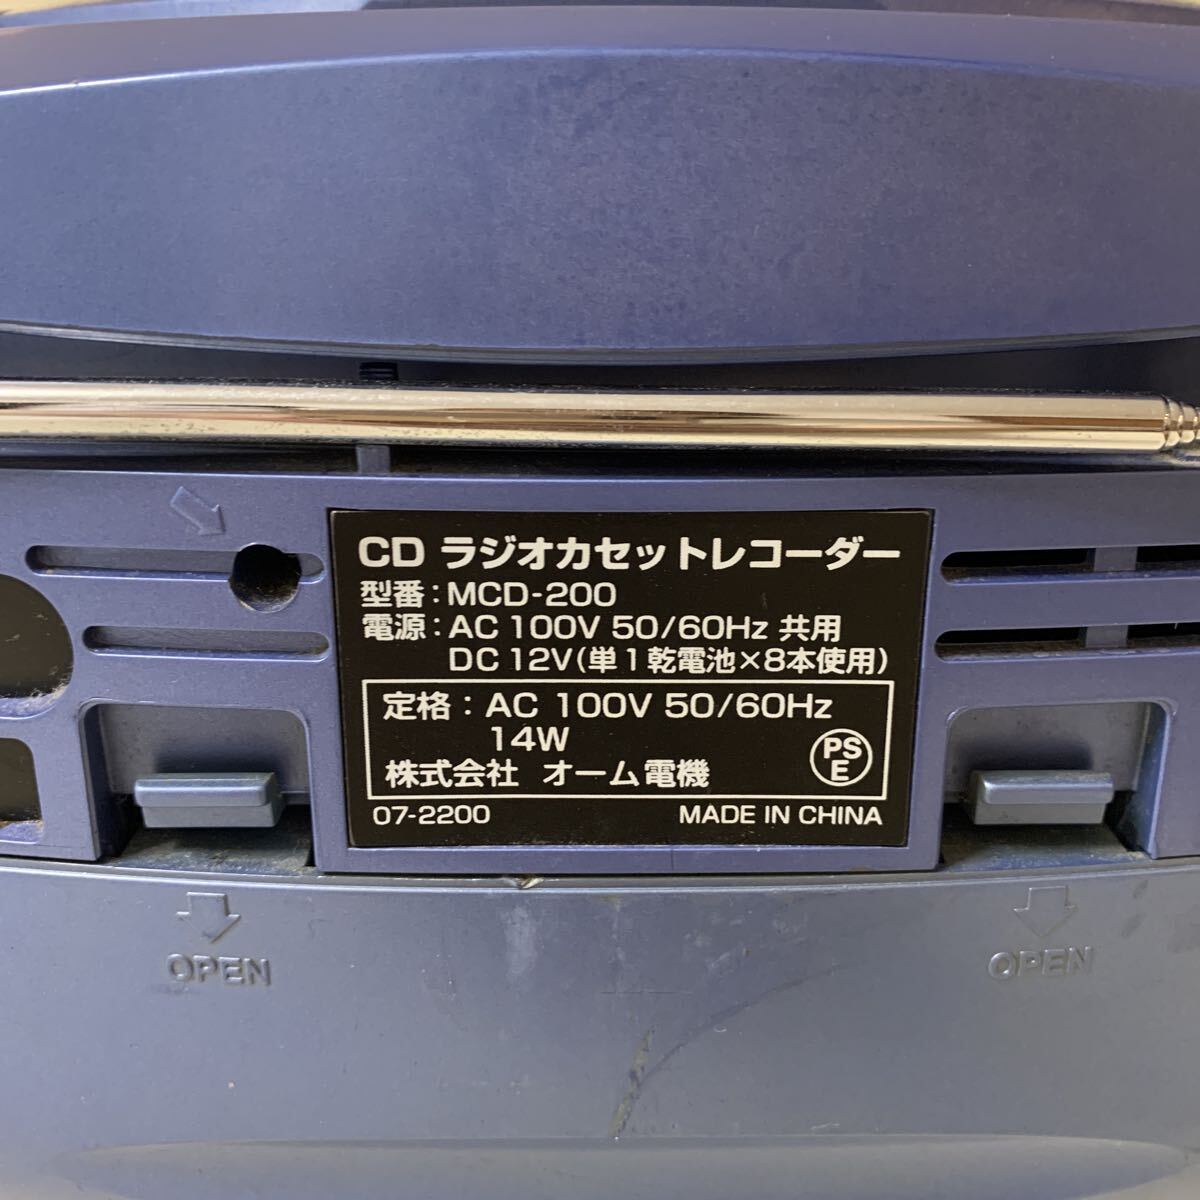 CD ラジオカセットレコーダー
型番：MCD-200
電源：AC 100V 50/60Hz 共用
DC 12V(単1乾電池×8本使用)
定格：AC 100V 50/60Hz
14W
PS
E
株式会社 オーム電機
07-2200 MADE IN CHINA
OPEN OPEN